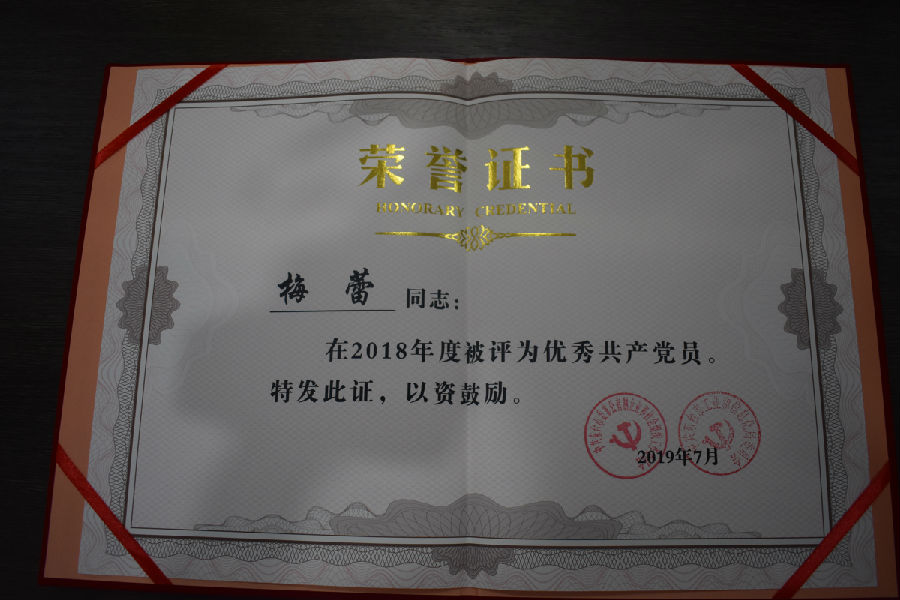 荣誉证书
HONORARY CREDENTIAL
梅 蕾 同志：
在2018年度被评为优秀共产党员。
特发此证，以资鼓励。
2019年7月